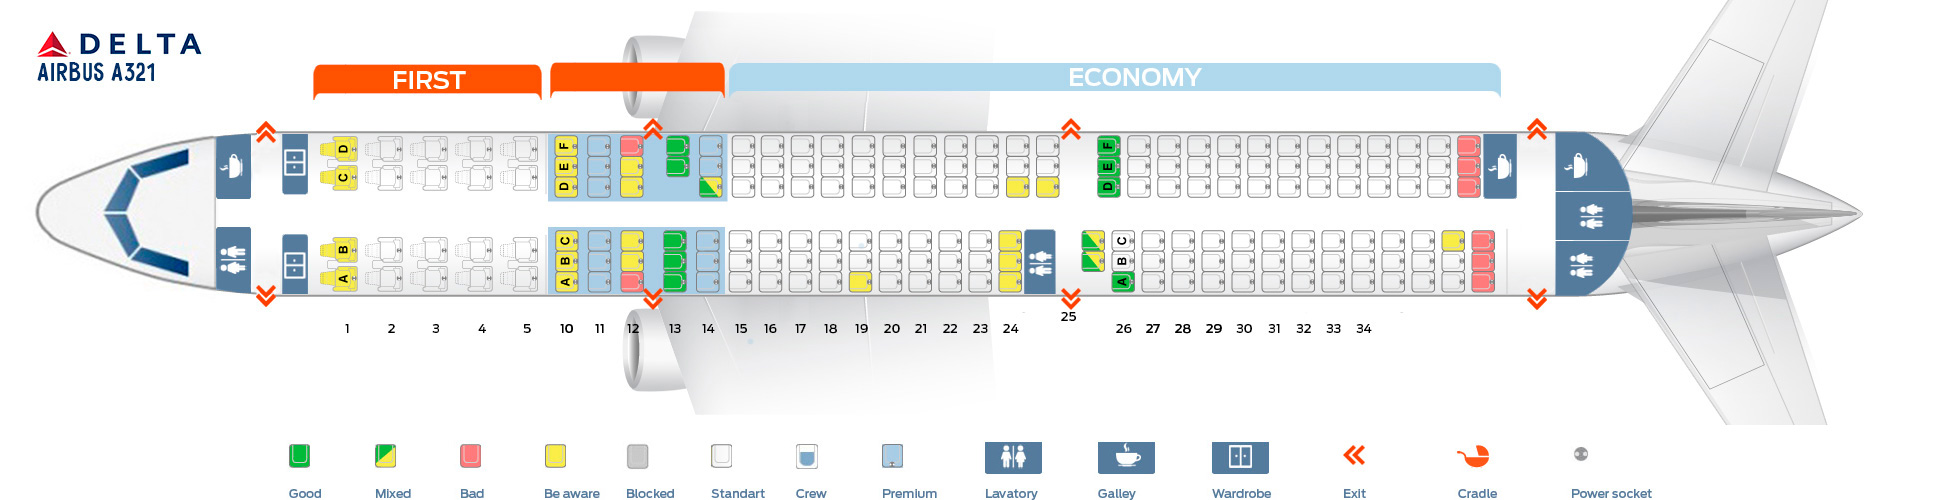 DELTA
AIRBUS A321
FIRST
ECONOMY
D
C
B
A
F
E
D
C
B
A
F
E
D
C
B
A
1 2 3 4 5 10 11 12 13 14 15 16 17 18 19 20 21 22 23 24 25 26 27 28 29 30 31 32 33 34
Good Mixed Bad Be aware Blocked Standart Crew Premium Lavatory Galley Wardrobe Exit Cradle Power socket